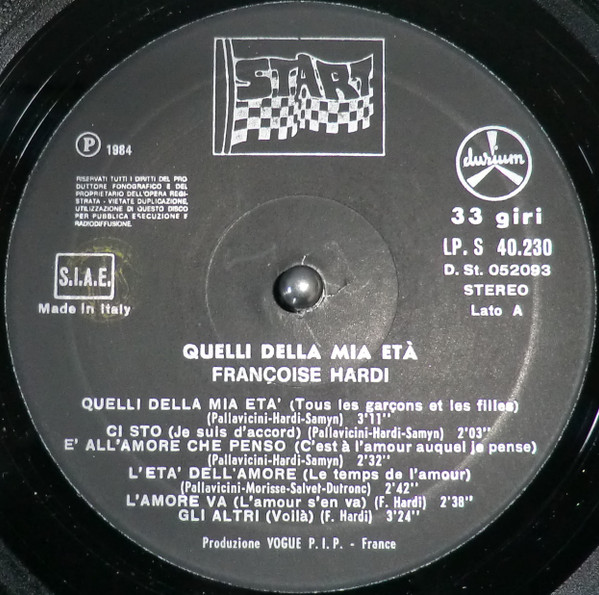 START
P 1984
RISERVATI TUTTI I DIRITTI DEL PRO
DUTTORE FONOGRAFICO E DEL
PROPRIETARIO DELL'OPERA REGI-
STRATA - VIETATE DUPLICAZIONE,
UTILIZZAZIONE DI QUESTO DISCO
PER PUBBLICA ESECUZIONE E
RADIODIFFUSIONE.
durium
33 giri
LP. S 40.230
D. St. 052093
STEREO
Lato A
S.I.A.E.
Made in Italy
QUELLI DELLA MIA ETÀ
FRANÇOISE HARDI
QUELLI DELLA MIA ETA' (Tous les garçons et les filles)
(Pallavicini-Hardi-Samyn) 3'11"
CI STO (Je suis d'accord) (Pallavicini-Hardi-Samyn) 2'03"
E' ALL'AMORE CHE PENSO (C'est à l'amour auquel je pense)
(Pallavicini-Hardi-Samyn) 2'32"
L'ETA' DELL'AMORE (Le temps de l'amour)
(Pallavicini-Morisse-Salvet-Dutronc) 2'42"
L'AMORE VA (L'amour s'en va) (F. Hardi) 2'38"
GLI ALTRI (Voilà) (F. Hardi) 3'24"
Produzione VOGUE P. I. P. - France